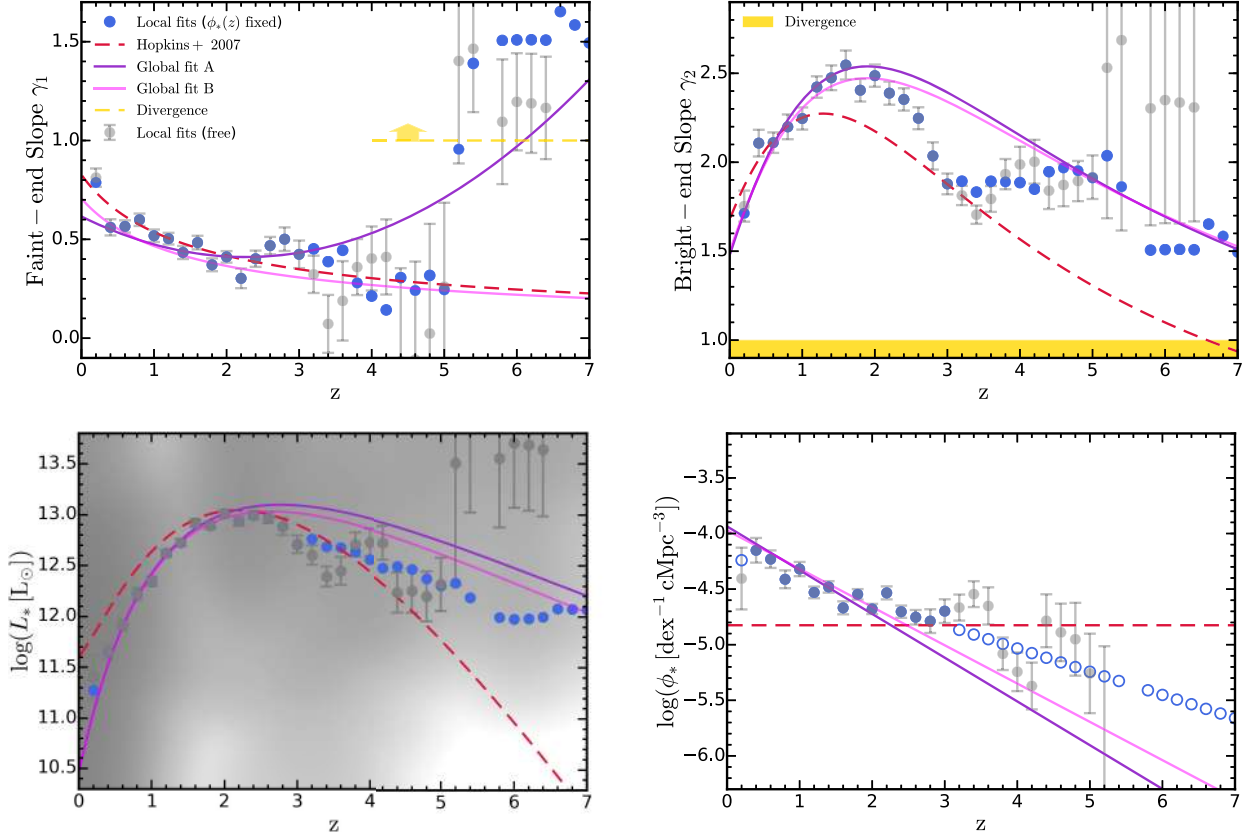 Local fits (ϕ*(z) fixed)
Hopkins+ 2007
Global fit A
Global fit B
Divergence
Local fits (free)
Faint−end Slope γ1
1.5
1.0
0.5
0.0
0 1 2 3 4 5 6 7
z
Divergence
Bright−end Slope γ2
2.5
2.0
1.5
1.0
0 1 2 3 4 5 6 7
z
log(L* [L⊙])
13.5
13.0
12.5
12.0
11.5
11.0
10.5
0 1 2 3 4 5 6 7
z
log(ϕ* [dex⁻¹ cMpc⁻³])
−3.5
−4.0
−4.5
−5.0
−5.5
−6.0
0 1 2 3 4 5 6 7
z